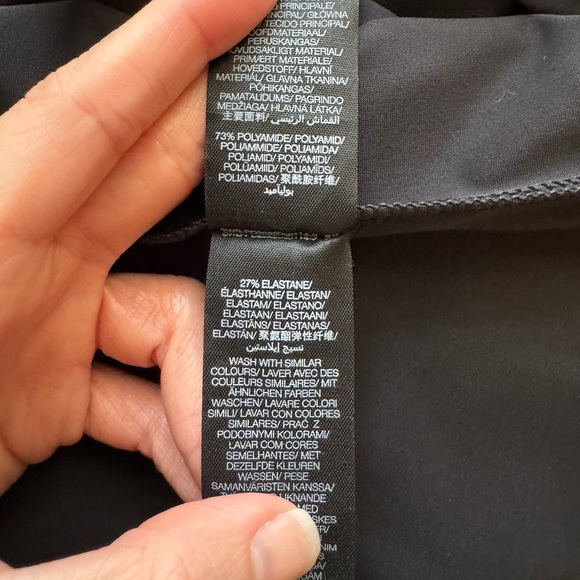 PRINCIPALE/
PRINCIPAL/ GŁÓWNA
TECIDO PRINCIPAL/
HOOFDMATERIAAL/
PERUSKANGAS/
HUVUDSAKLIGT MATERIAL/
PRIMÆRT MATERIALE/
HOVEDSTOFF/ HLAVNÍ
MATERIÁL/ GLAVNA TKANINA/
PÕHIKANGAS/
PAMATAUDUMS/ PAGRINDO
MEDŽIAGA/ HLAVNÁ LÁTKA/
主要面料/ القماش الرئيسي
73% POLYAMIDE/ POLYAMID/
POLIAMMIDE/ POLIAMIDA/
POLIAMID/ POLYAMIDI/
POLÜAMIID/ POLIAMĪDS/
POLIAMIDAS/ 聚酰胺纤维/
بولياميد
27% ELASTANE/
ÉLASTHANNE/ ELASTAN/
ELASTAM/ ELASTANO/
ELASTAAN/ ELASTAANI/
ELASTĀNS/ ELASTANAS/
ELASTÁN/ 聚氨酯弹性纤维/
نسيج إيلاستين
WASH WITH SIMILAR
COLOURS/ LAVER AVEC DES
COULEURS SIMILAIRES/ MIT
ÄHNLICHEN FARBEN
WASCHEN/ LAVARE COLORI
SIMILI/ LAVAR CON COLORES
SIMILARES/ PRAĆ Z
PODOBNYMI KOLORAMI/
LAVAR COM CORES
SEMELHANTES/ MET
DEZELFDE KLEUREN
WASSEN/ PESE
SAMANVÄRISTEN KANSSA/